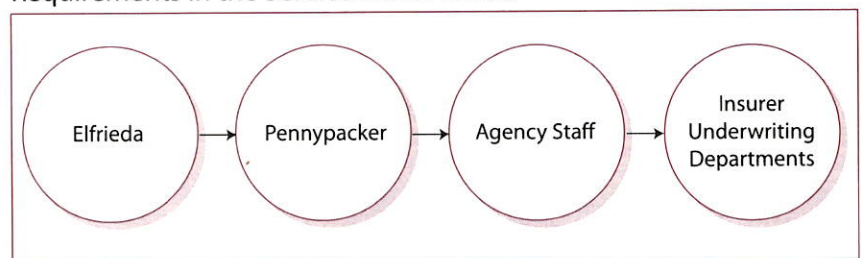 Elfrieda
Pennypacker
Agency Staff
Insurer
Underwriting
Departments